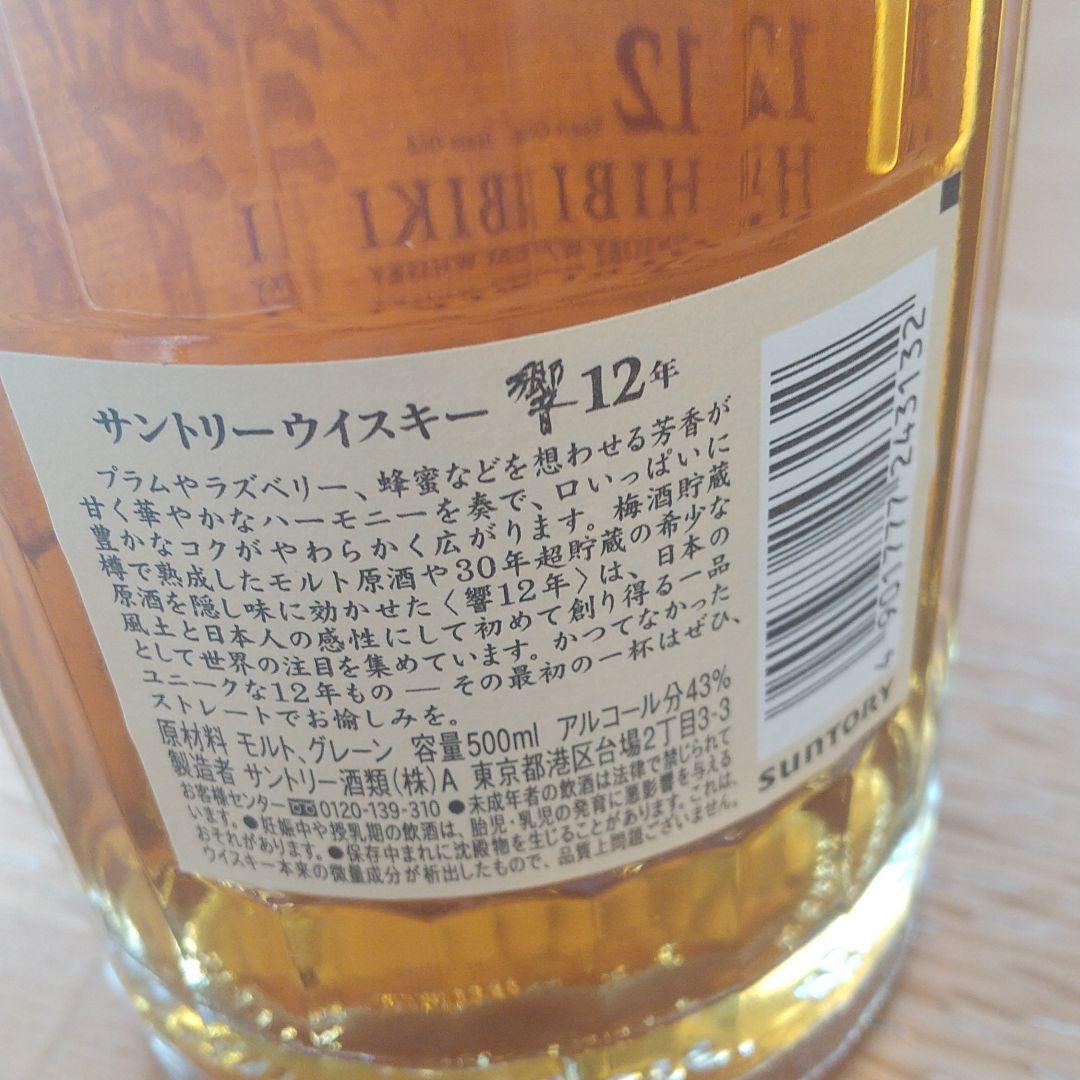 12 12 12
HIBIKI
サントリーウイスキー 響 12年
プラムやラズベリー、蜂蜜などを想わせる芳香が
甘く華やかなハーモニーを奏で、口いっぱいに
豊かなコクがやわらかく広がります。梅酒貯蔵
樽で熟成したモルト原酒や30年超貯蔵の希少な
原酒を隠し味に効かせた〈響12年〉は、日本の
風土と日本人の感性にして初めて創り得る一品
として世界の注目を集めています。かつてなかった
ユニークな12年もの — その最初の一杯はぜひ、
ストレートでお愉しみを。
原材料 モルト、グレーン 容量500ml アルコール分43%
製造者 サントリー酒類(株)A 東京都港区台場2丁目3-3
お客様センター 0120-139-310 ●未成年者の飲酒は法律で禁じられて
います。●妊娠中や授乳期の飲酒は、胎児・乳児の発育に悪影響を与える
おそれがあります。●保存中まれに沈殿物を生じることがあります。これは、
ウイスキー本来の微量成分が析出したもので、品質上問題ございません。
4 901777 243132
SUNTORY